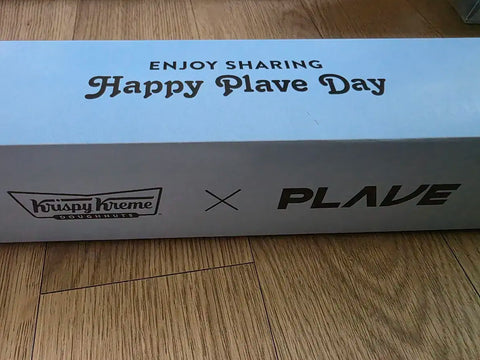 ENJOY SHARING
Happy Plave Day
Krispy Kreme
DOUGHNUTS
X
PLAVE